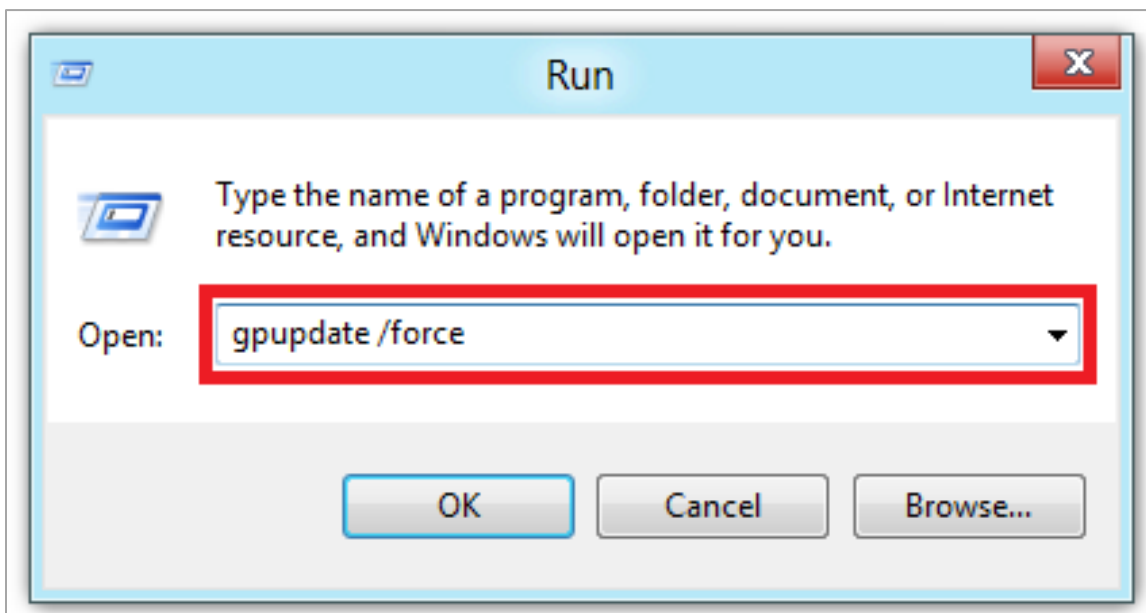 Run
Type the name of a program, folder, document, or Internet
resource, and Windows will open it for you.
Open:
gpupdate /force
OK
Cancel
Browse...